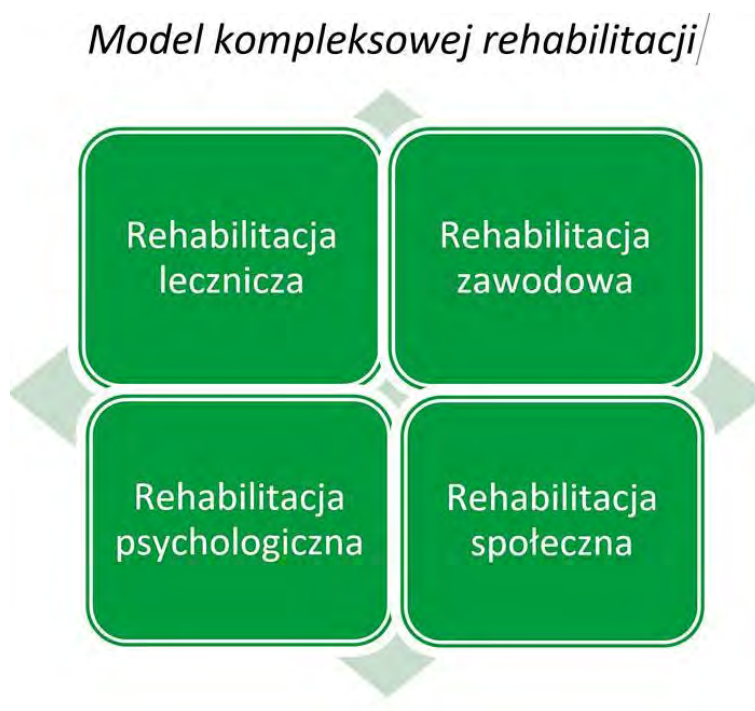 Model kompleksowej rehabilitacji
Rehabilitacja
lecznicza
Rehabilitacja
zawodowa
Rehabilitacja
psychologiczna
Rehabilitacja
społeczna